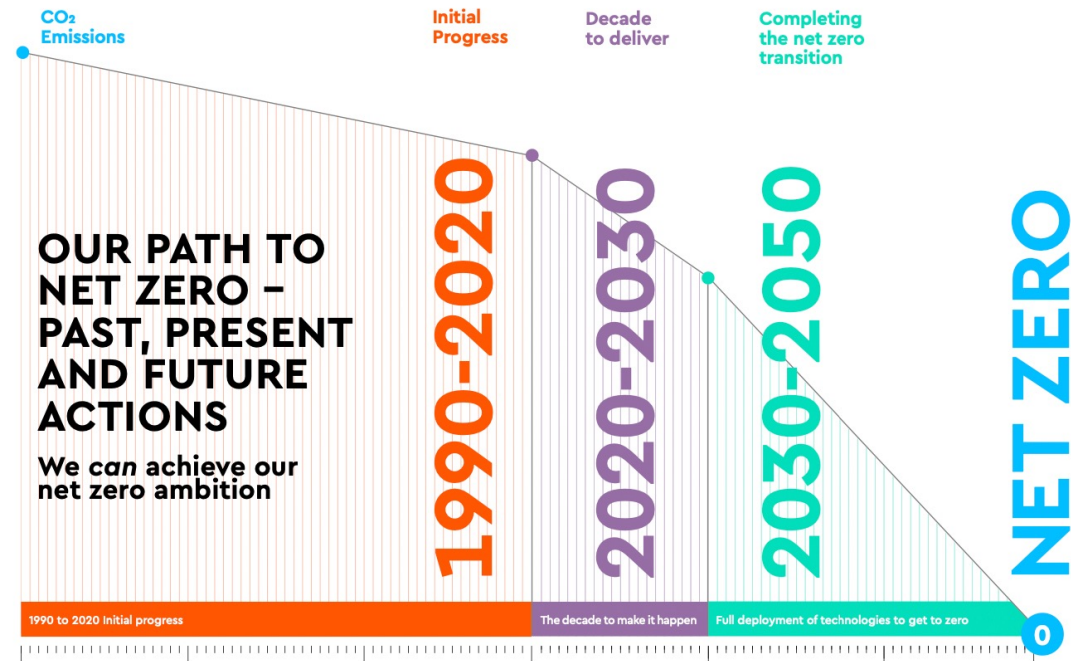 CO₂
Emissions
Initial
Progress
Decade
to deliver
Completing
the net zero
transition
OUR PATH TO
NET ZERO –
PAST, PRESENT
AND FUTURE
ACTIONS
We can achieve our
net zero ambition
1990-2020
2020-2030
2030-2050
NET ZERO
1990 to 2020 Initial progress
The decade to make it happen
Full deployment of technologies to get to zero
0